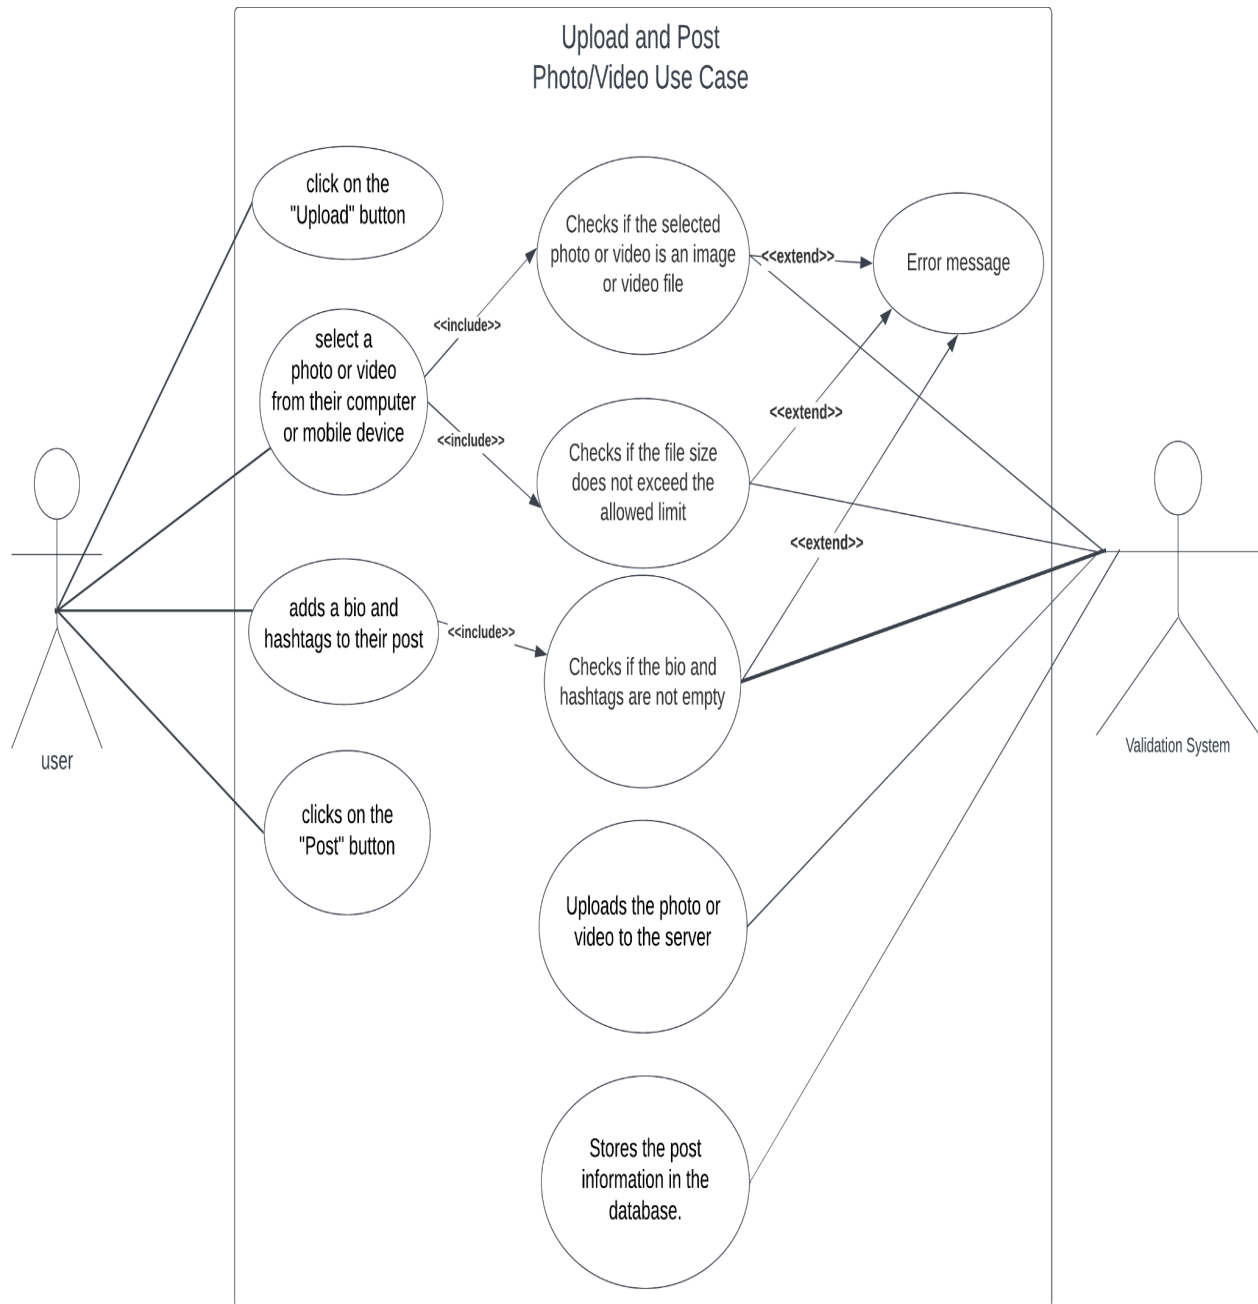 Upload and Post
Photo/Video Use Case
click on the
"Upload" button
select a
photo or video
from their computer
or mobile device
adds a bio and
hashtags to their post
clicks on the
"Post" button
<<include>>
<<include>>
<<include>>
Checks if the selected
photo or video is an image
or video file
Checks if the file size
does not exceed the
allowed limit
Checks if the bio and
hashtags are not empty
Uploads the photo or
video to the server
Stores the post
information in the
database.
<<extend>>
<<extend>>
<<extend>>
Error message
user
Validation System